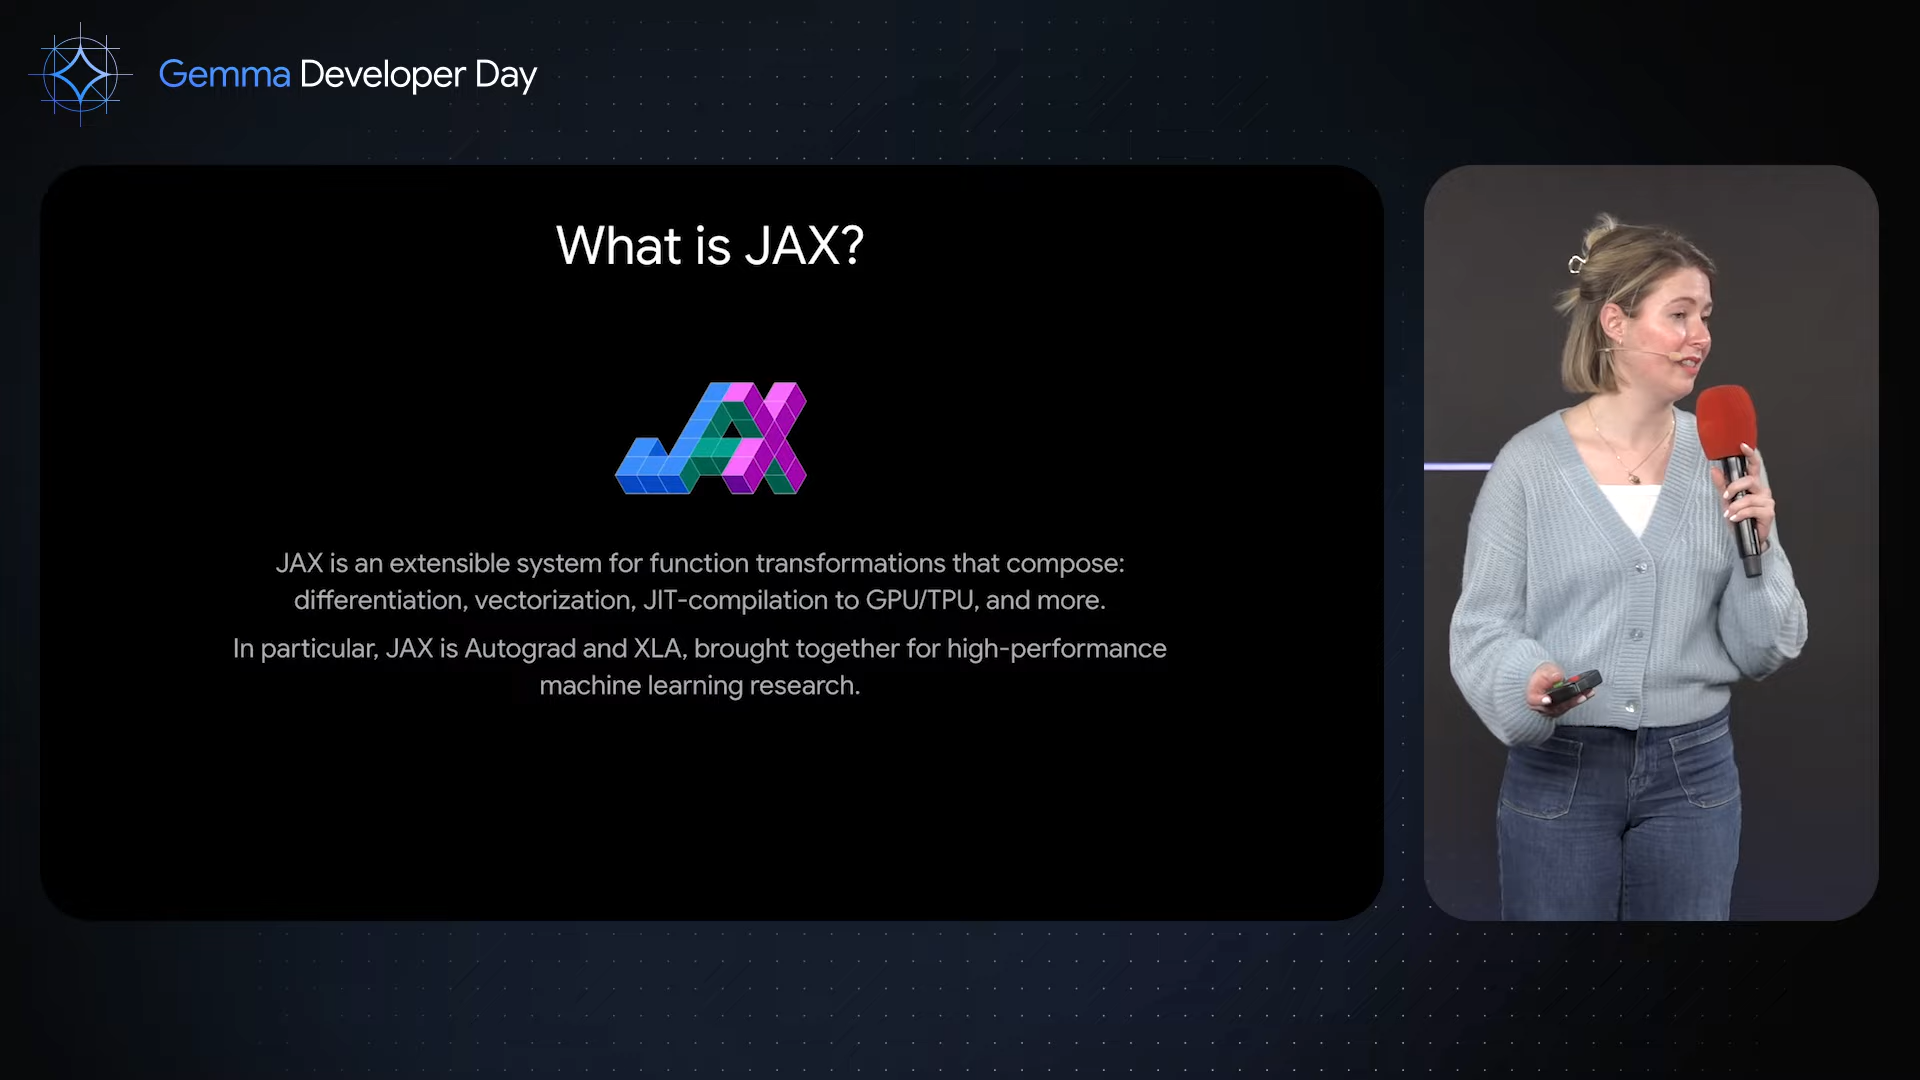 Gemma Developer Day
What is JAX?
JAX
JAX is an extensible system for function transformations that compose:
differentiation, vectorization, JIT-compilation to GPU/TPU, and more.
In particular, JAX is Autograd and XLA, brought together for high-performance
machine learning research.